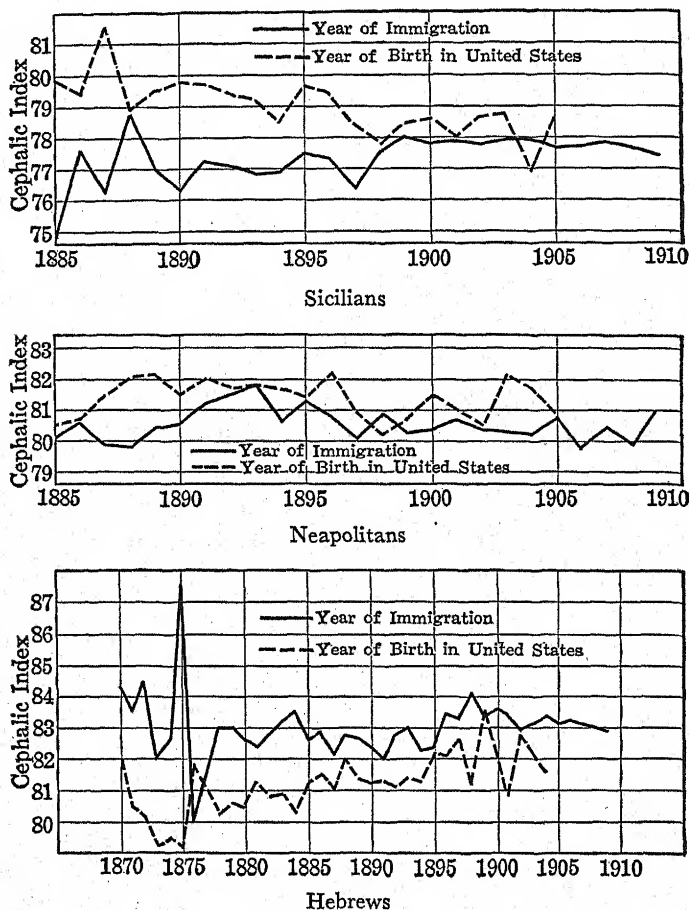 81
80
79
78
77
76
75
Cephalic Index
Year of Immigration
Year of Birth in United States
1885 1890 1895 1900 1905 1910
Sicilians
83
82
81
80
79
Cephalic Index
Year of Immigration
Year of Birth in United States
1885 1890 1895 1900 1905 1910
Neapolitans
87
86
85
84
83
82
81
80
Cephalic Index
Year of Immigration
Year of Birth in United States
1870 1875 1880 1885 1890 1895 1900 1905 1910
Hebrews